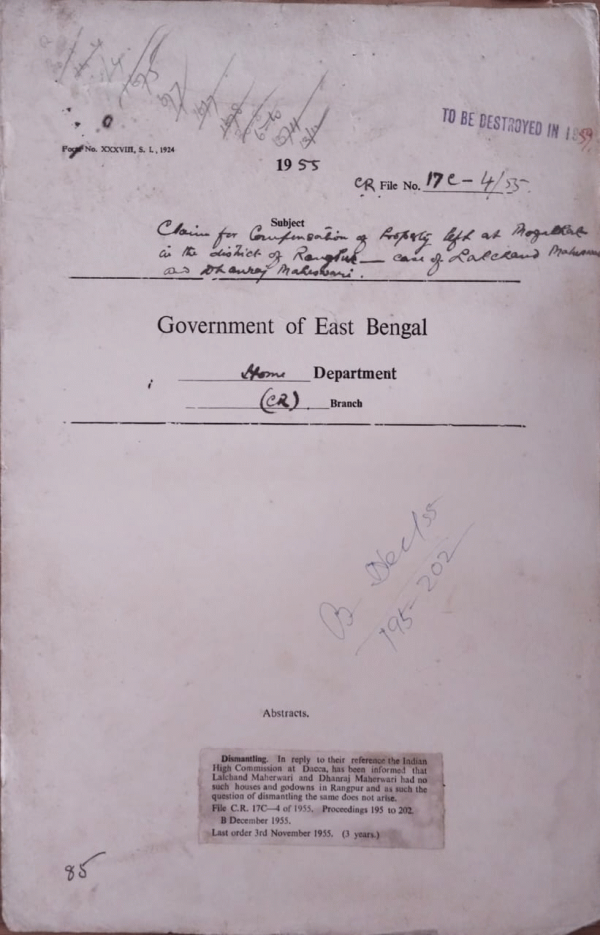 TO BE DESTROYED IN 1959
Form No. XXXVIII, S. I., 1924
1955
CR File No. 17C-4/55.
Subject
Claim for Compensation of Property left at Mogalhat
in the district of Rangpur — case of Lalchand Maheswari
and Dhanraj Maheswari.
Government of East Bengal
Home Department
(CR) Branch
B Dec/55
195-202
Abstracts.
Dismantling. In reply to their reference the Indian
High Commission at Dacca, has been informed that
Lalchand Maherwari and Dhanraj Maherwari had no
such houses and godowns in Rangpur and as such the
question of dismantling the same does not arise.
File C.R. 17C—4 of 1955. Proceedings 195 to 202.
B December 1955.
Last order 3rd November 1955. (3 years.)
85